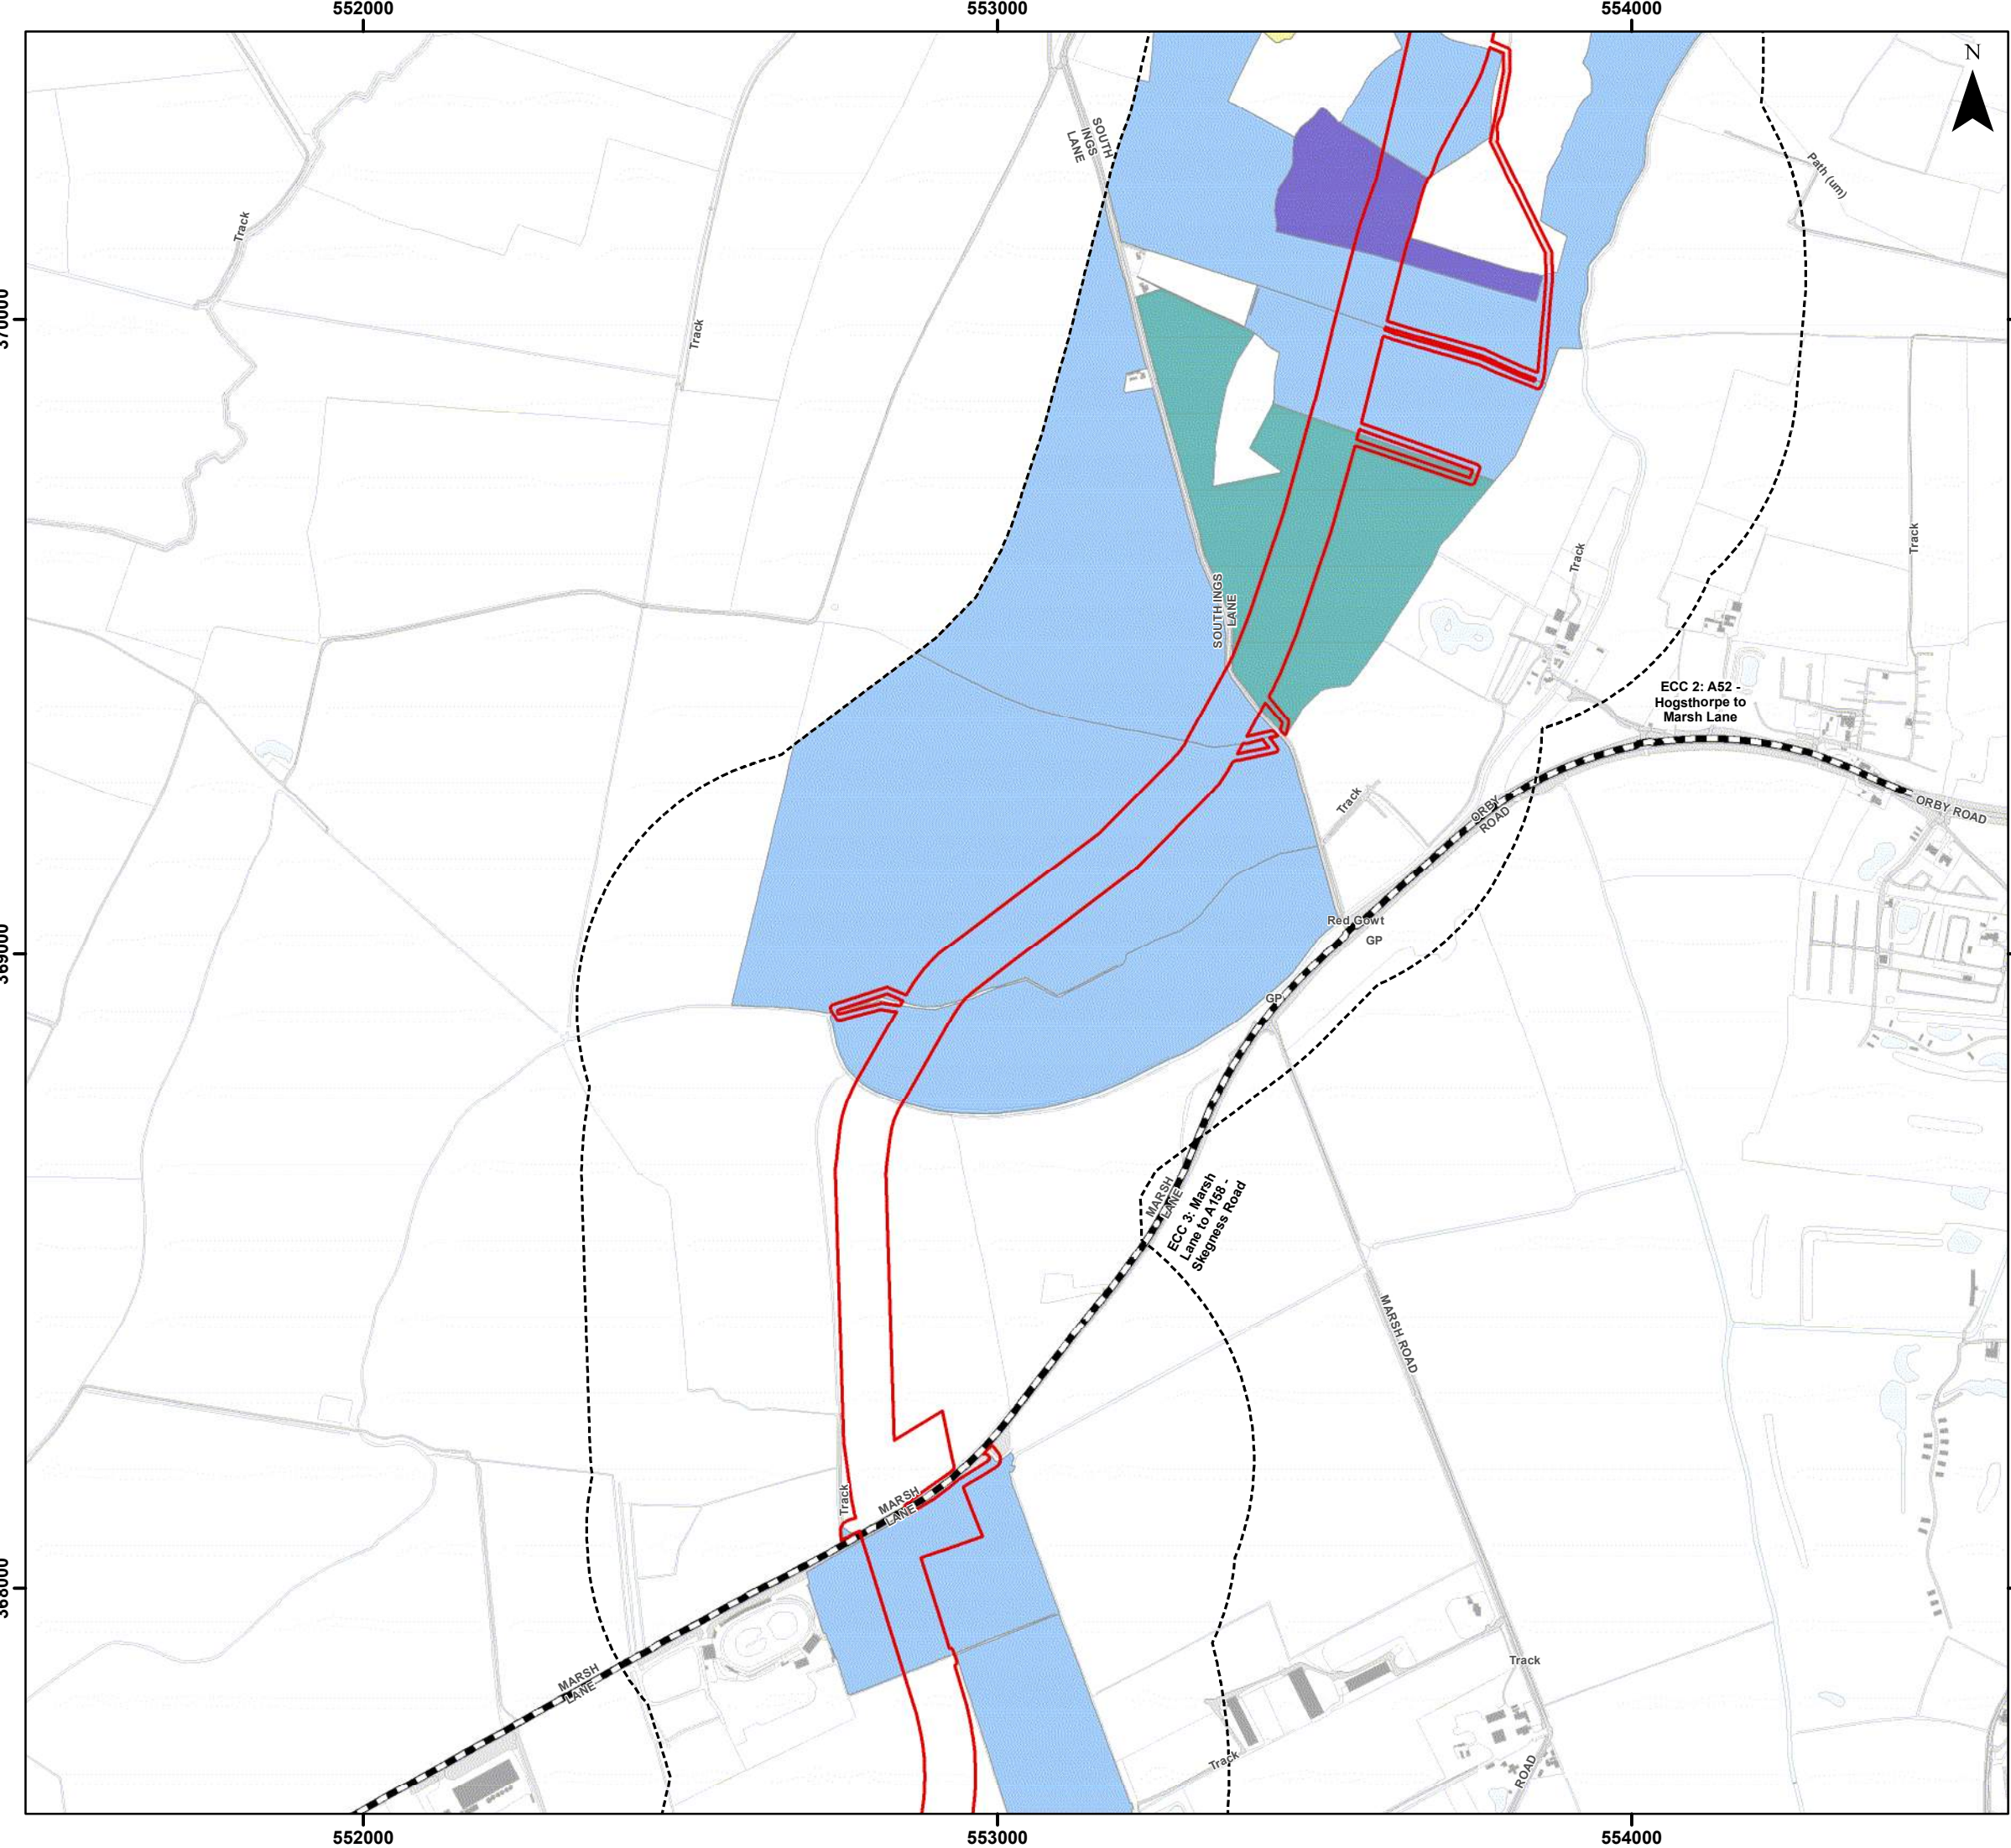 552000
553000
554000
N
SOUTH
INGS
LANE
Path (um)
Track
370000
Track
Track
Track
SOUTH INGS
LANE
ECC 2: A52 -
Hogsthorpe to
Marsh Lane
Track
ORBY
ROAD
ORBY ROAD
Red Gowt
GP
369000
GP
MARSH
LANE
ECC 3: Marsh
Lane to A158 -
Skegness Road
MARSH ROAD
Track
MARSH
LANE
368000
MARSH
LANE
Track
Track
ROAD
552000
553000
554000